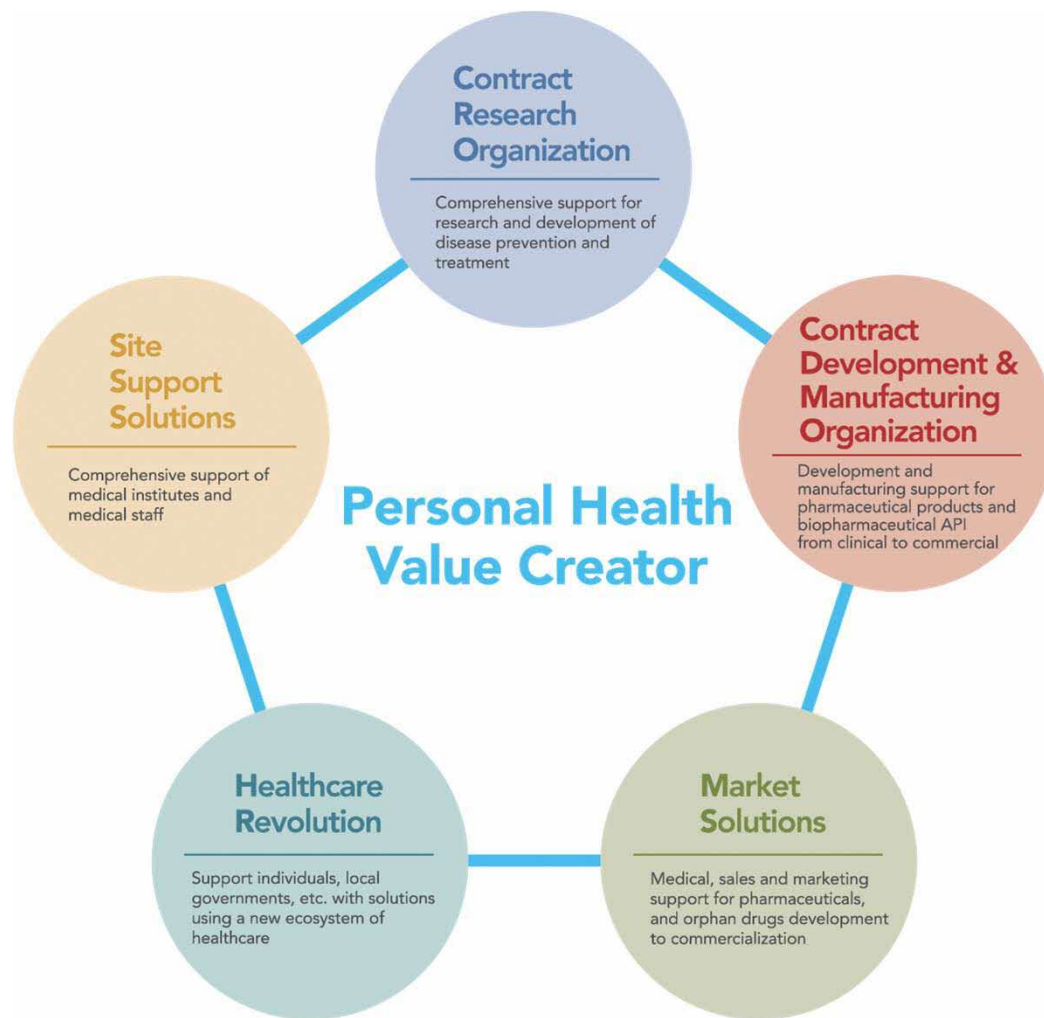 Contract
Research
Organization
Comprehensive support for
research and development of
disease prevention and
treatment
Site
Support
Solutions
Comprehensive support of
medical institutes and
medical staff
Contract
Development &
Manufacturing
Organization
Development and
manufacturing support for
pharmaceutical products and
biopharmaceutical API
from clinical to commercial
Personal Health
Value Creator
Healthcare
Revolution
Support individuals, local
governments, etc. with solutions
using a new ecosystem of
healthcare
Market
Solutions
Medical, sales and marketing
support for pharmaceuticals,
and orphan drugs development
to commercialization